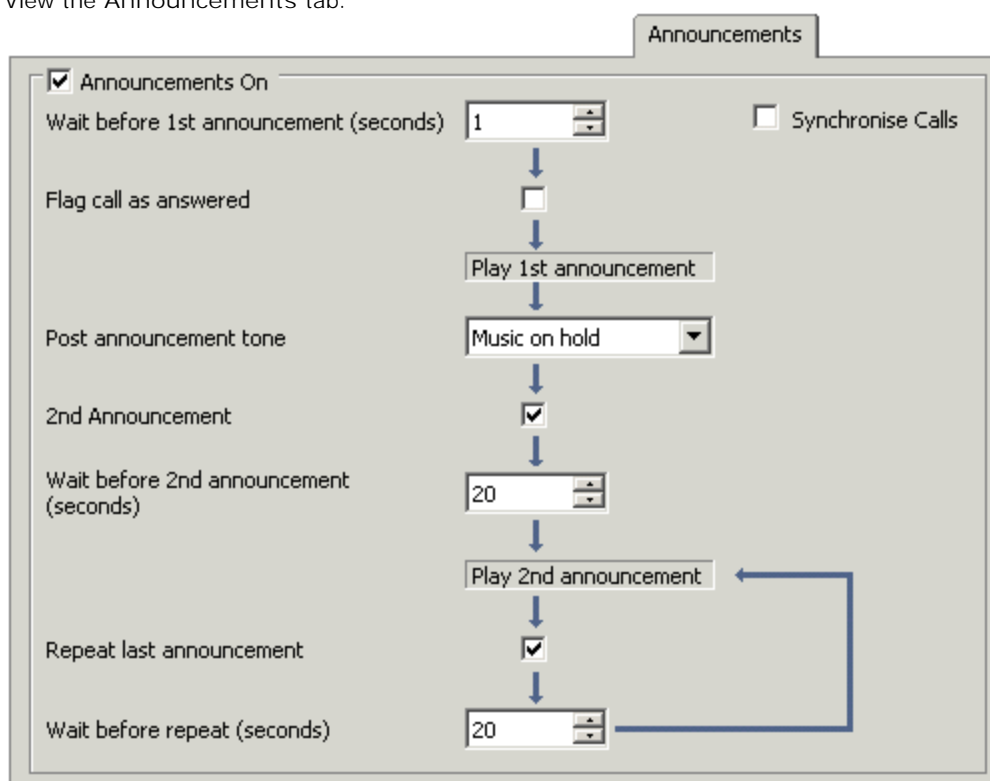 View the Announcements tab.
Announcements
Announcements On
Wait before 1st announcement (seconds) 1 Synchronise Calls
Flag call as answered
Play 1st announcement
Post announcement tone Music on hold
2nd Announcement
Wait before 2nd announcement
(seconds) 20
Play 2nd announcement
Repeat last announcement
Wait before repeat (seconds) 20